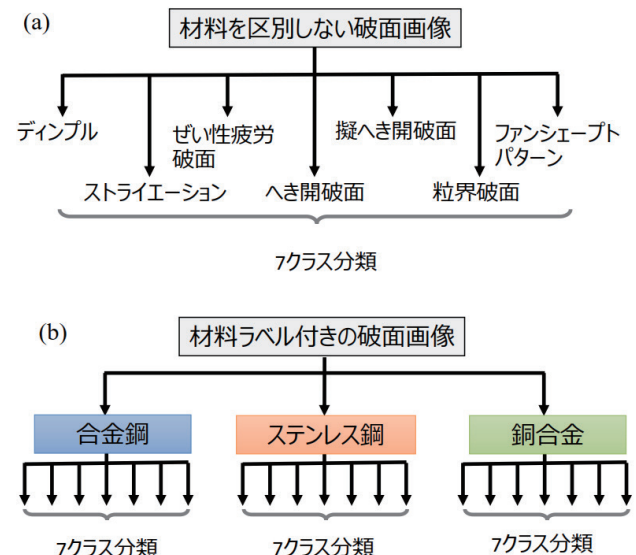 (a)
材料を区別しない破面画像
ディンプル
ぜい性疲労
破面
擬へき開破面
ファンシェープト
パターン
ストライエーション
へき開破面
粒界破面
7クラス分類
(b)
材料ラベル付きの破面画像
合金鋼
ステンレス鋼
銅合金
7クラス分類
7クラス分類
7クラス分類